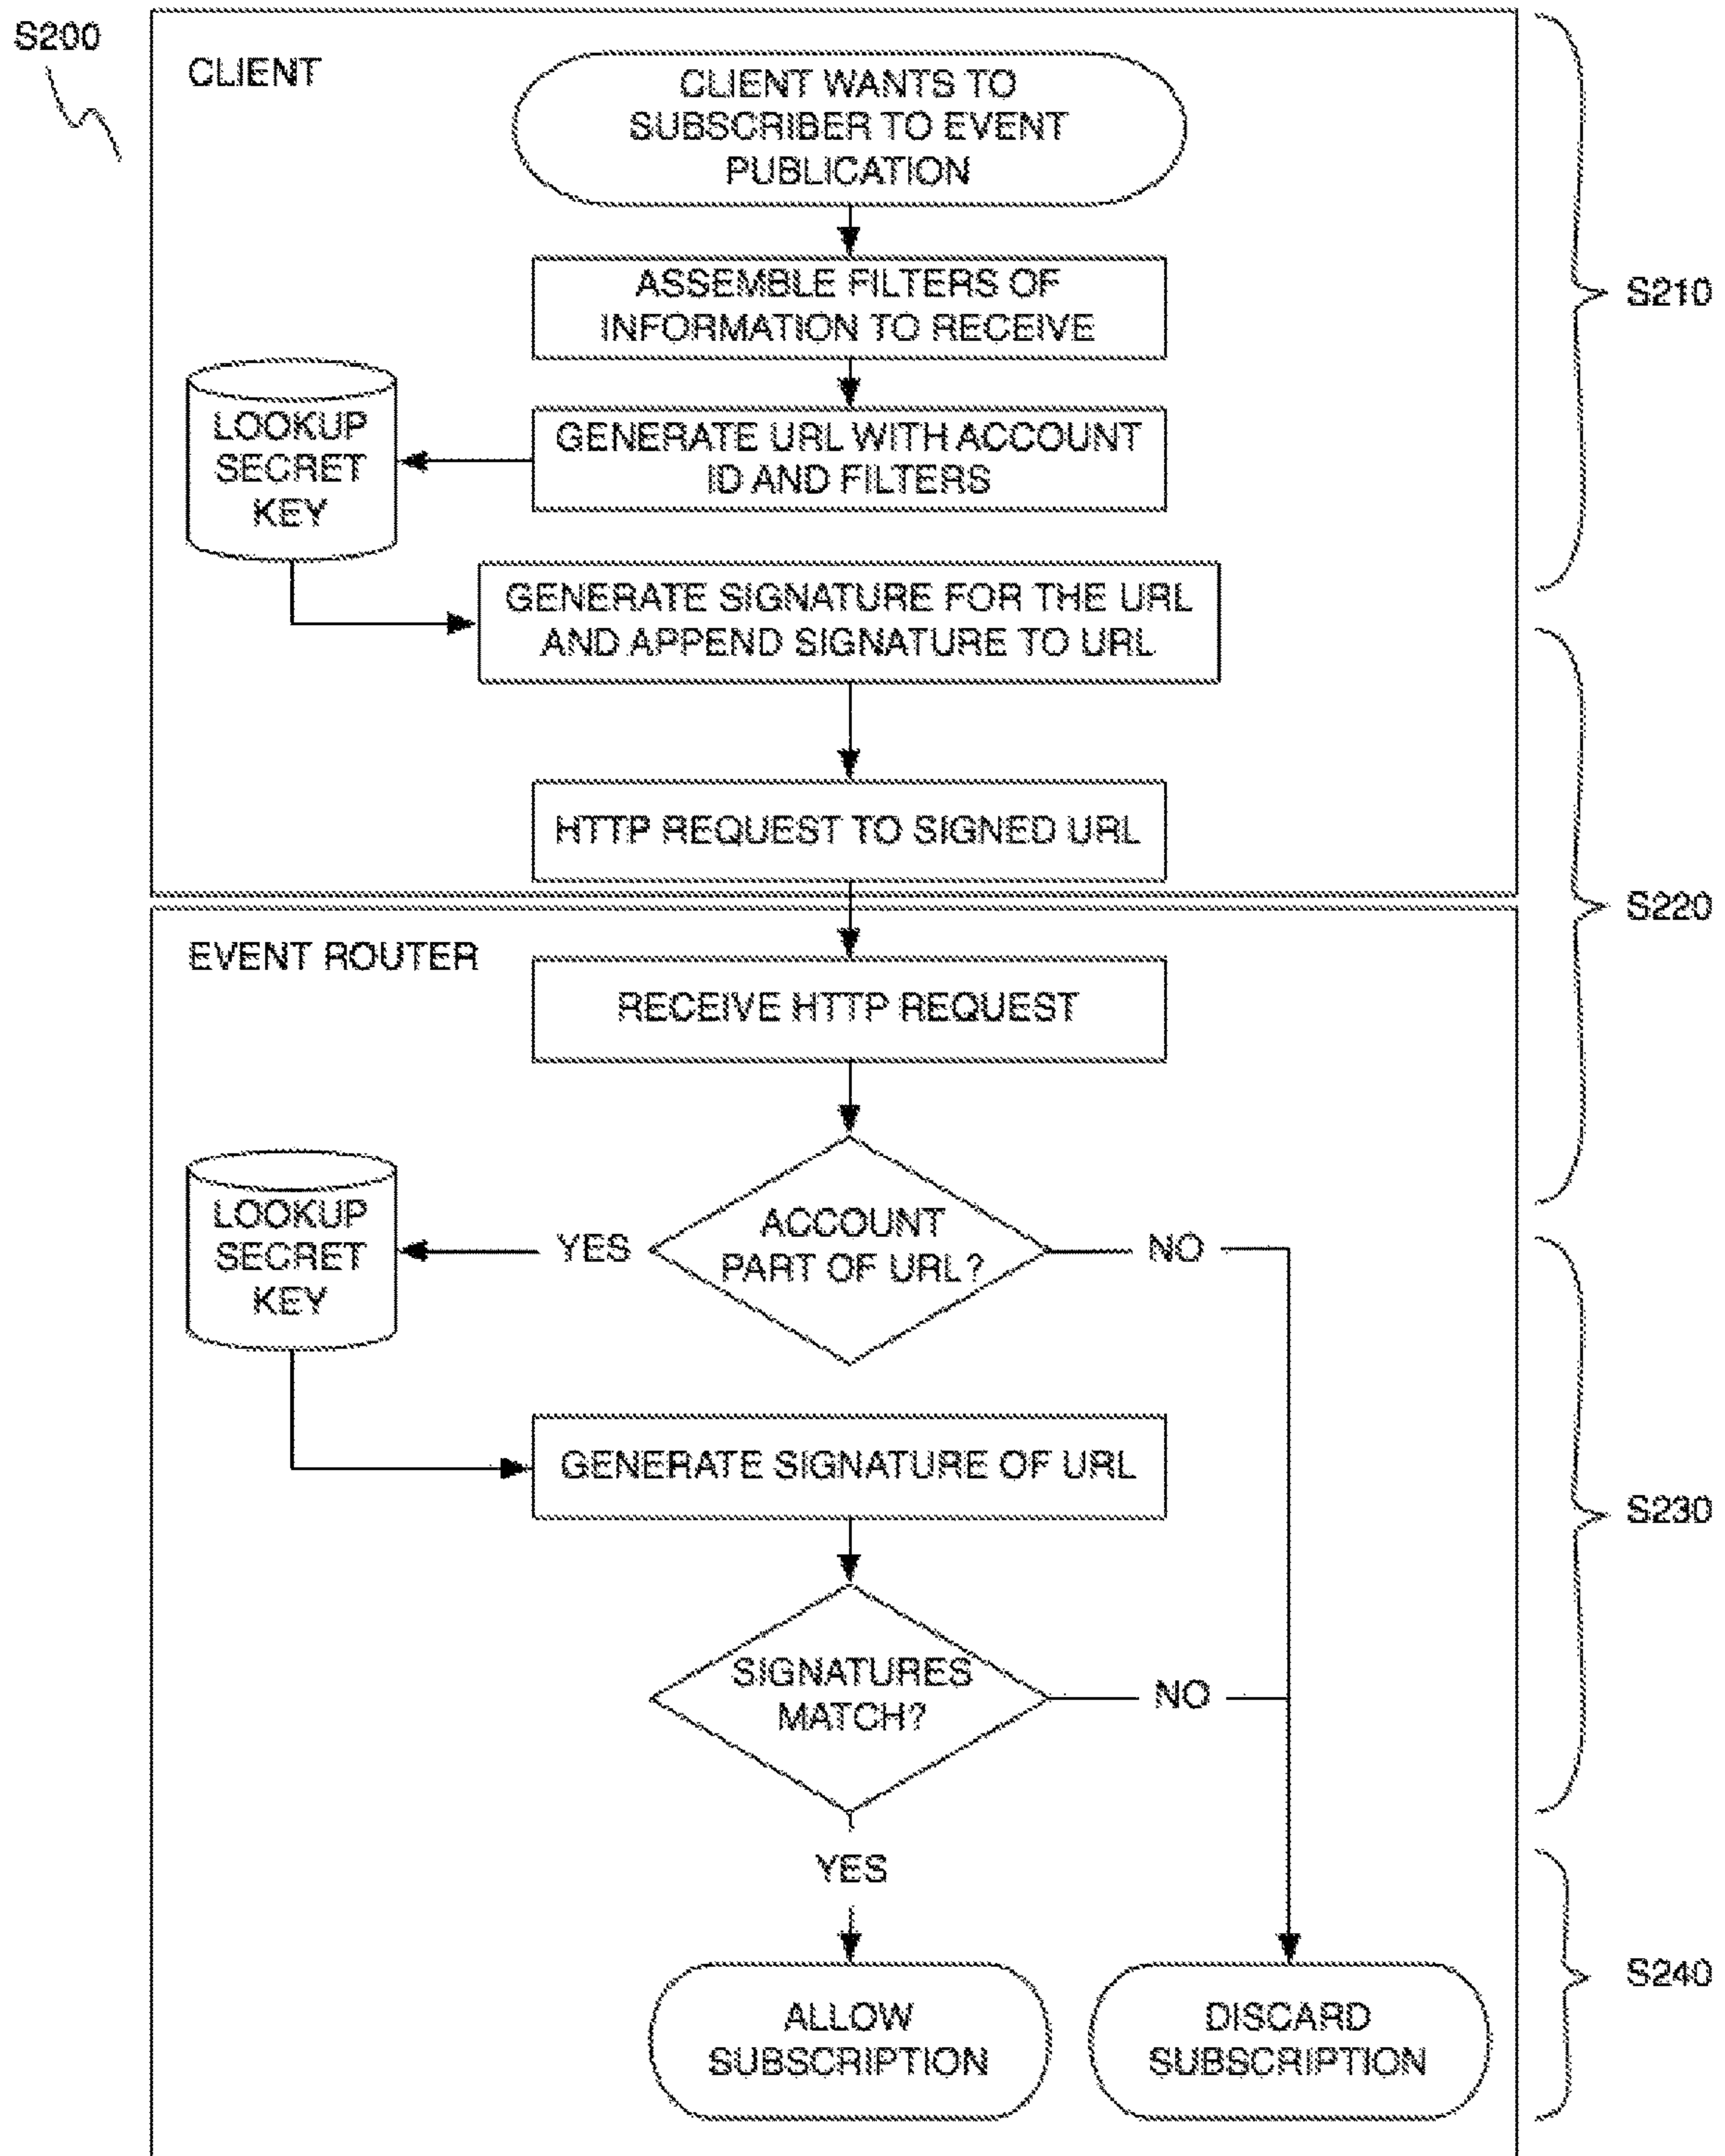 S200
CLIENT
CLIENT WANTS TO
SUBSCRIBER TO EVENT
PUBLICATION
ASSEMBLE FILTERS OF
INFORMATION TO RECEIVE
S210
LOOKUP
SECRET
KEY
GENERATE URL WITH ACCOUNT
ID AND FILTERS
GENERATE SIGNATURE FOR THE URL
AND APPEND SIGNATURE TO URL
HTTP REQUEST TO SIGNED URL
S220
EVENT ROUTER
RECEIVE HTTP REQUEST
LOOKUP
SECRET
KEY
YES
ACCOUNT
PART OF URL?
NO
GENERATE SIGNATURE OF URL
S230
SIGNATURES
MATCH?
NO
YES
S240
ALLOW
SUBSCRIPTION
DISCARD
SUBSCRIPTION